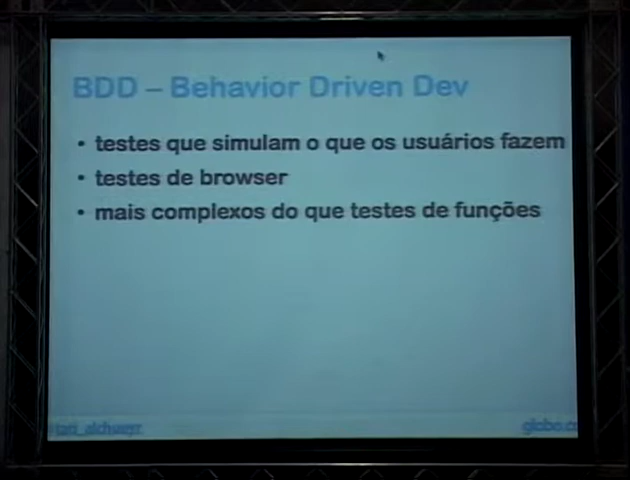 BDD – Behavior Driven Dev
• testes que simulam o que os usuários fazem
• testes de browser
• mais complexos do que testes de funções